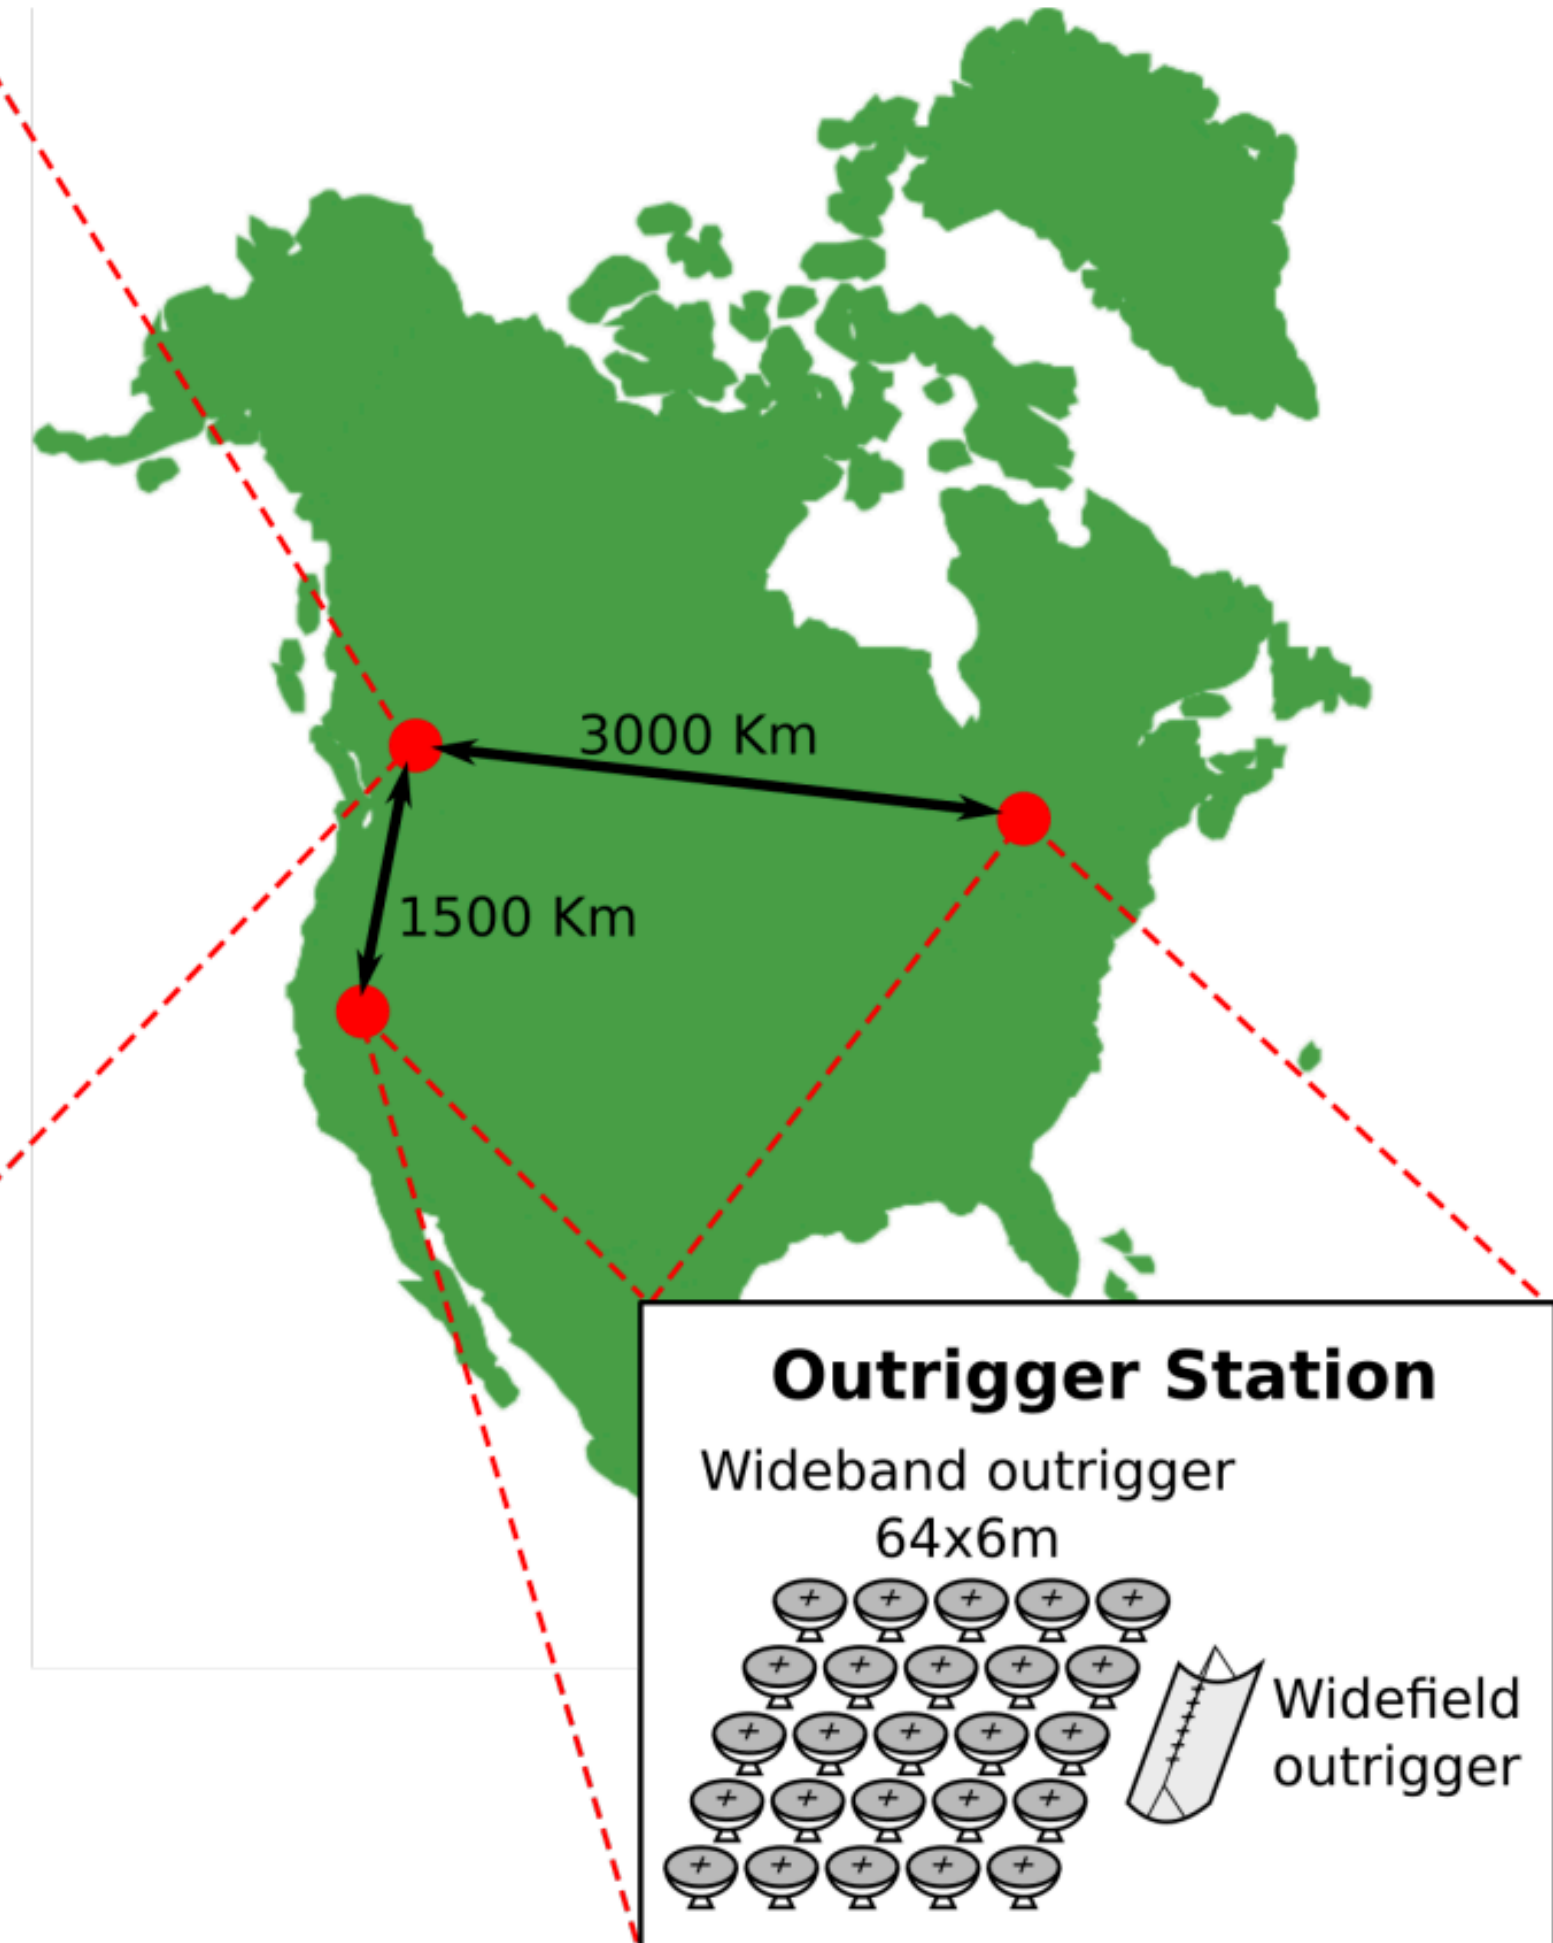 3000 Km
1500 Km
Outrigger Station
Wideband outrigger
64x6m
Widefield
outrigger